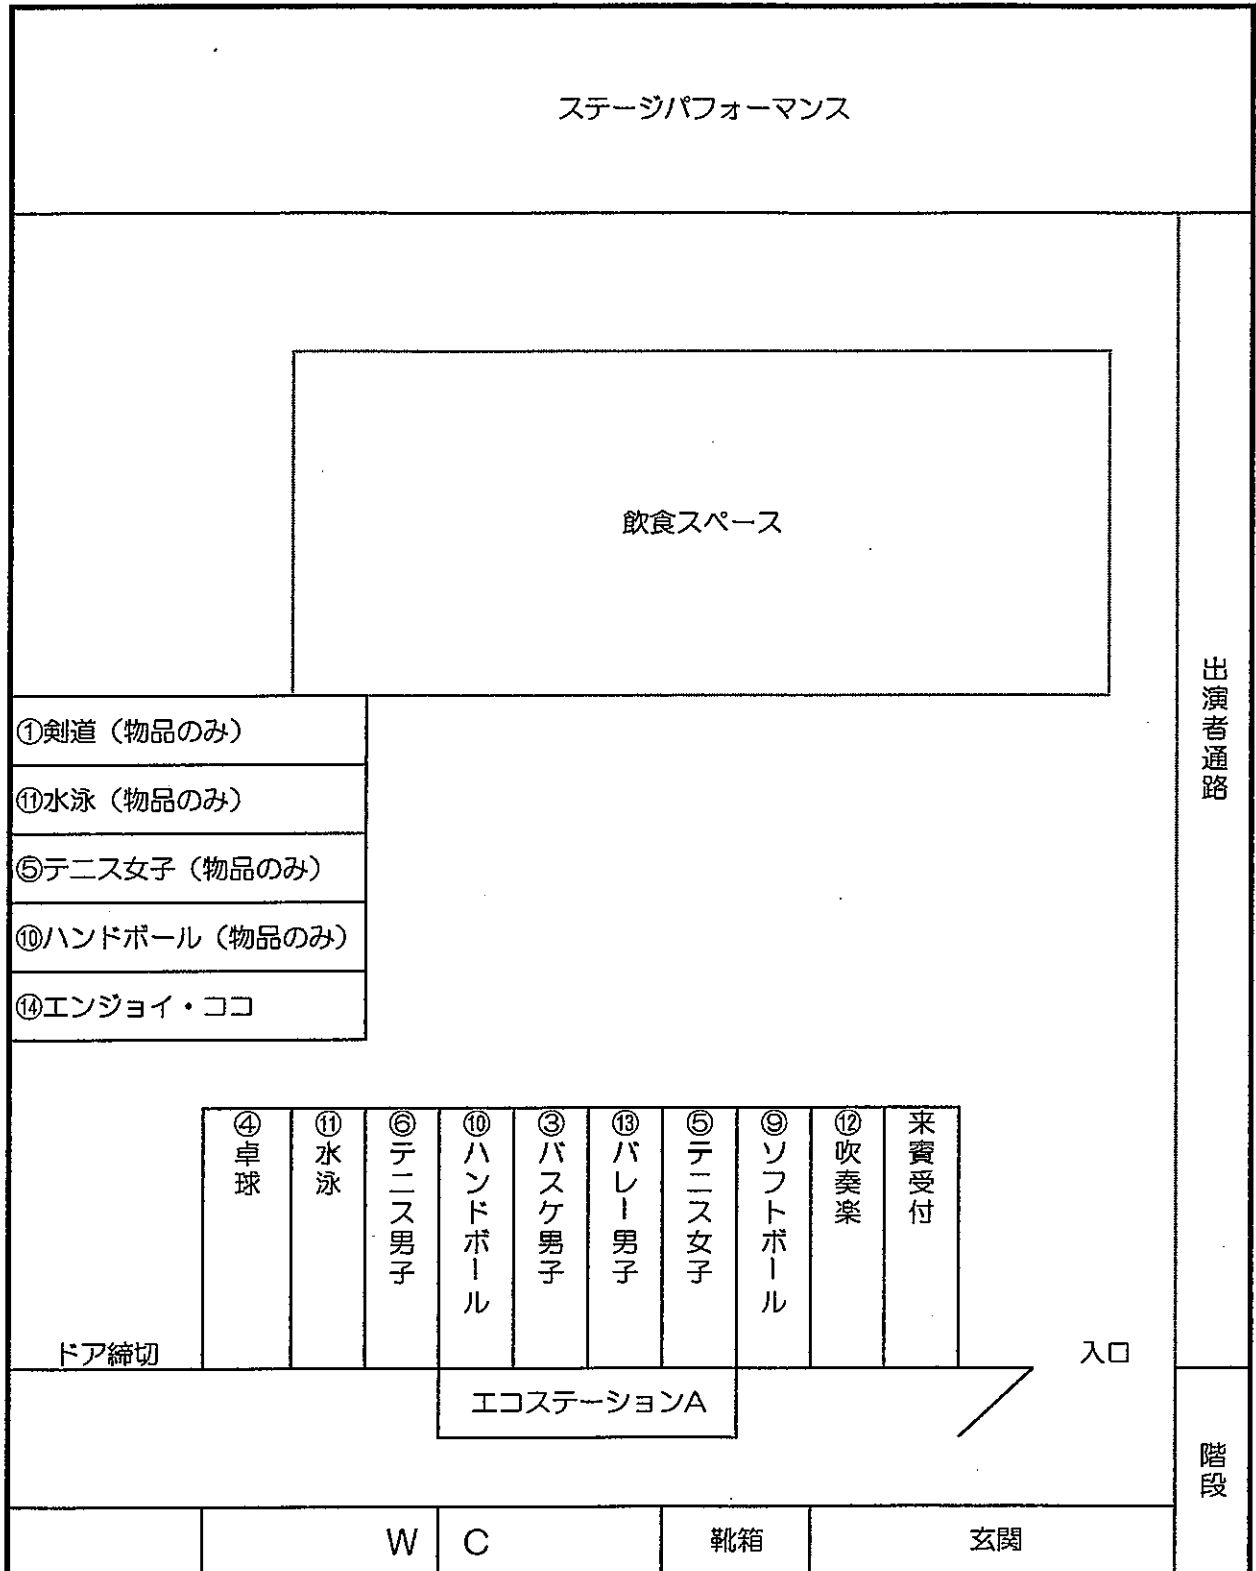 ステージパフォーマンス
飲食スペース
出演者通路
①剣道（物品のみ）
⑪水泳（物品のみ）
⑤テニス女子（物品のみ）
⑩ハンドボール（物品のみ）
⑭エンジョイ・ココ
④卓球
⑪水泳
⑥テニス男子
⑩ハンドボール
③バスケ男子
⑬バレー男子
⑤テニス女子
⑨ソフトボール
⑫吹奏楽
来賓受付
ドア締切
入口
エコステーションA
階段
W C
靴箱
玄関